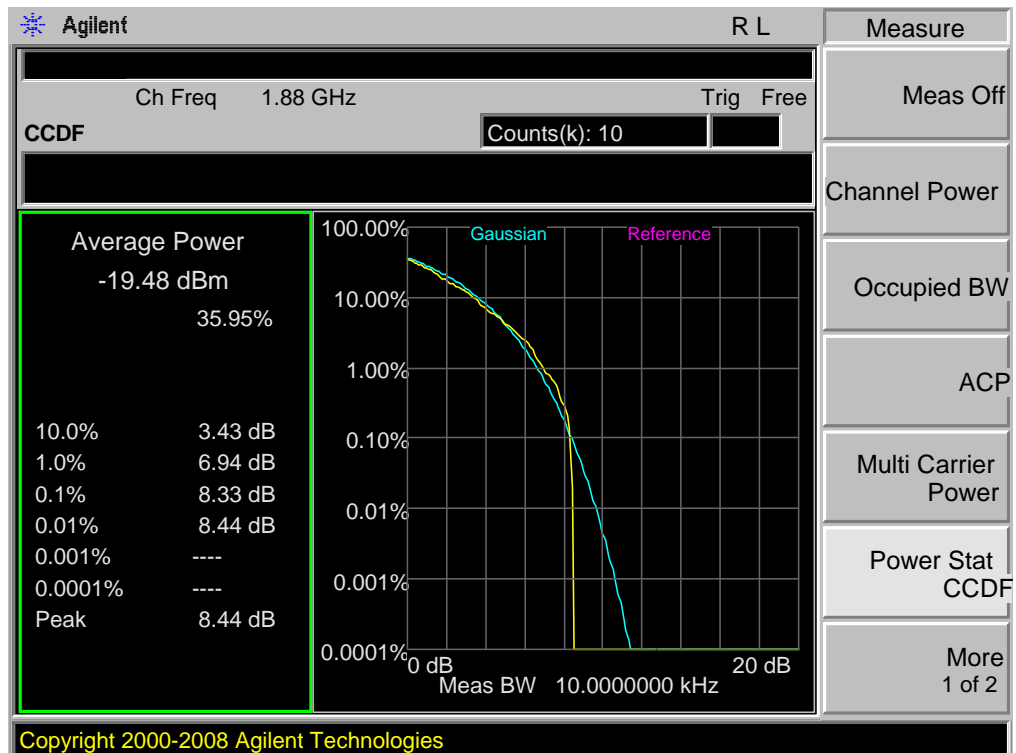 Agilent R L
Ch Freq 1.88 GHz Trig Free
CCDF Counts(k): 10
Average Power
-19.48 dBm
35.95%
10.0% 3.43 dB
1.0% 6.94 dB
0.1% 8.33 dB
0.01% 8.44 dB
0.001% ----
0.0001% ----
Peak 8.44 dB
Gaussian Reference
100.00%
10.00%
1.00%
0.10%
0.01%
0.001%
0.0001%
0 dB 20 dB
Meas BW 10.0000000 kHz
Measure
Meas Off
Channel Power
Occupied BW
ACP
Multi Carrier
Power
Power Stat
CCDF
More
1 of 2
Copyright 2000-2008 Agilent Technologies